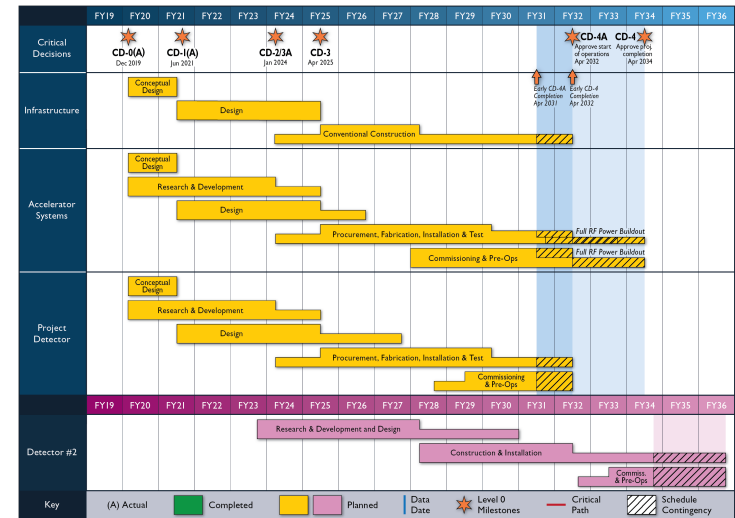 FY19 FY20 FY21 FY22 FY23 FY24 FY25 FY26 FY27 FY28 FY29 FY30 FY31 FY32 FY33 FY34 FY35 FY36
Critical
Decisions
CD-0(A)
Dec 2019
CD-1(A)
Jun 2021
CD-2/3A
Jan 2024
CD-3
Apr 2025
CD-4A
Approve start
of operations
Apr 2032
CD-4
Approve proj.
completion
Apr 2034
Early CD-4A
Completion
Apr 2031
Early CD-4
Completion
Apr 2032
Infrastructure
Conceptual
Design
Design
Conventional Construction
Accelerator
Systems
Conceptual
Design
Research & Development
Design
Procurement, Fabrication, Installation & Test
Full RF Power Buildout
Commissioning & Pre-Ops
Full RF Power Buildout
Project
Detector
Conceptual
Design
Research & Development
Design
Procurement, Fabrication, Installation & Test
Commissioning
& Pre-Ops
FY19 FY20 FY21 FY22 FY23 FY24 FY25 FY26 FY27 FY28 FY29 FY30 FY31 FY32 FY33 FY34 FY35 FY36
Detector #2
Research & Development and Design
Construction & Installation
Commiss.
& Pre-Ops
Key
(A) Actual
Completed
Planned
Data
Date
Level 0
Milestones
Critical
Path
Schedule
Contingency